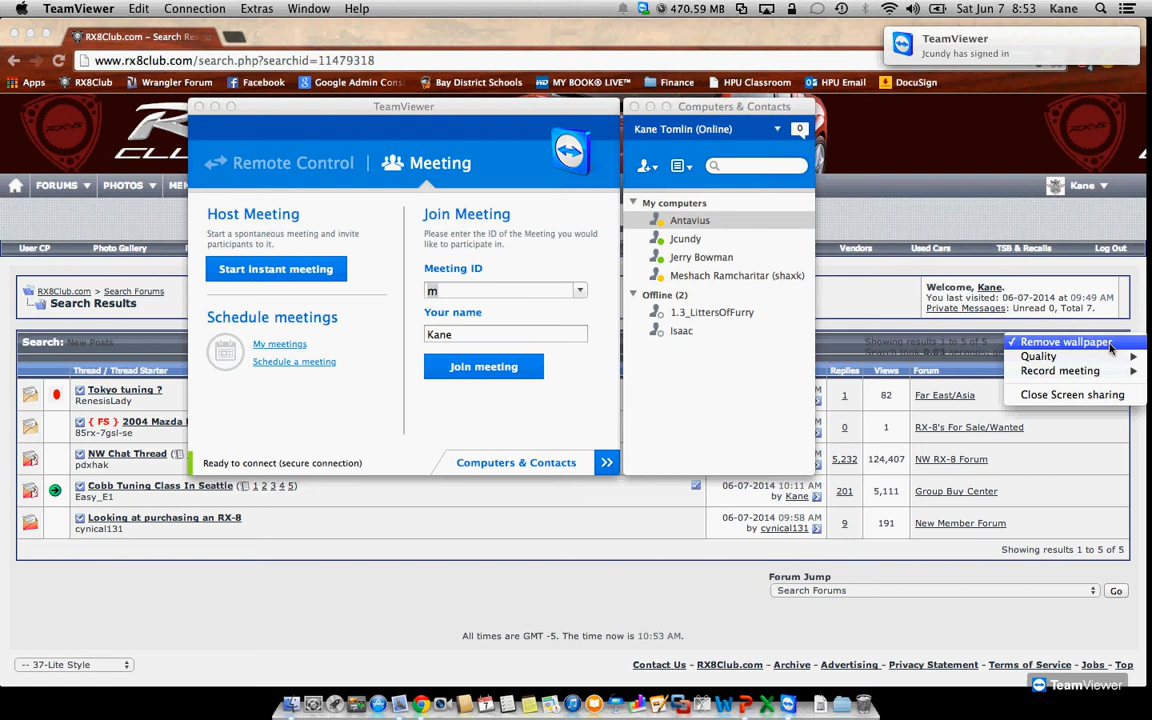 TeamViewer Edit Connection Extras Window Help 470.59 MB Sat Jun 7 8:53 Kane
RX8Club.com – Search Re
www.rx8club.com/search.php?searchid=11479318
Apps RX8Club Wrangler Forum Facebook Google Admin Cons Bay District Schools WD MY BOOK® LIVE™ Finance HPU Classroom HPU Email DocuSign
TeamViewer
Jcundy has signed in
TeamViewer
Computers & Contacts
Kane Tomlin (Online) 0
Remote Control | Meeting
Host Meeting
Start a spontaneous meeting and invite
participants to it.
Start instant meeting
Schedule meetings
My meetings
Schedule a meeting
Join Meeting
Please enter the ID of the Meeting you would
like to participate in.
Meeting ID
m
Your name
Kane
Join meeting
Ready to connect (secure connection)
Computers & Contacts
My computers
Antavius
Jcundy
Jerry Bowman
Meshach Ramcharitar (shaxk)
Offline (2)
1.3_LittersOfFurry
Isaac
CLU
FORUMS PHOTOS Kane
User CP Photo Gallery Vendors Used Cars TSB & Recalls Log Out
RX8Club.com > Search Forums
Search Results
Welcome, Kane.
You last visited: 06-07-2014 at 09:49 AM
Private Messages: Unread 0, Total 7.
Search: New Posts
Showing results 1 to 5 of 5
Remove wallpaper
Quality
Record meeting
Close Screen sharing
Thread / Thread Starter Replies Views Forum
Tokyo tuning ?
RenesisLady
1 82 Far East/Asia
{ FS } 2004 Mazda
85rx-7gsl-se
0 1 RX-8's For Sale/Wanted
NW Chat Thread
pdxhak
5,232 124,407 NW RX-8 Forum
Cobb Tuning Class In Seattle ( 1 2 3 4 5)
Easy_E1
06-07-2014 10:11 AM
by Kane
201 5,111 Group Buy Center
Looking at purchasing an RX-8
cynical131
06-07-2014 09:58 AM
by cynical131
9 191 New Member Forum
Showing results 1 to 5 of 5
Forum Jump
Search Forums Go
All times are GMT -5. The time now is 10:53 AM.
-- 37-Lite Style
Contact Us - RX8Club.com - Archive - Advertising - Privacy Statement - Terms of Service - Jobs - Top
TeamViewer